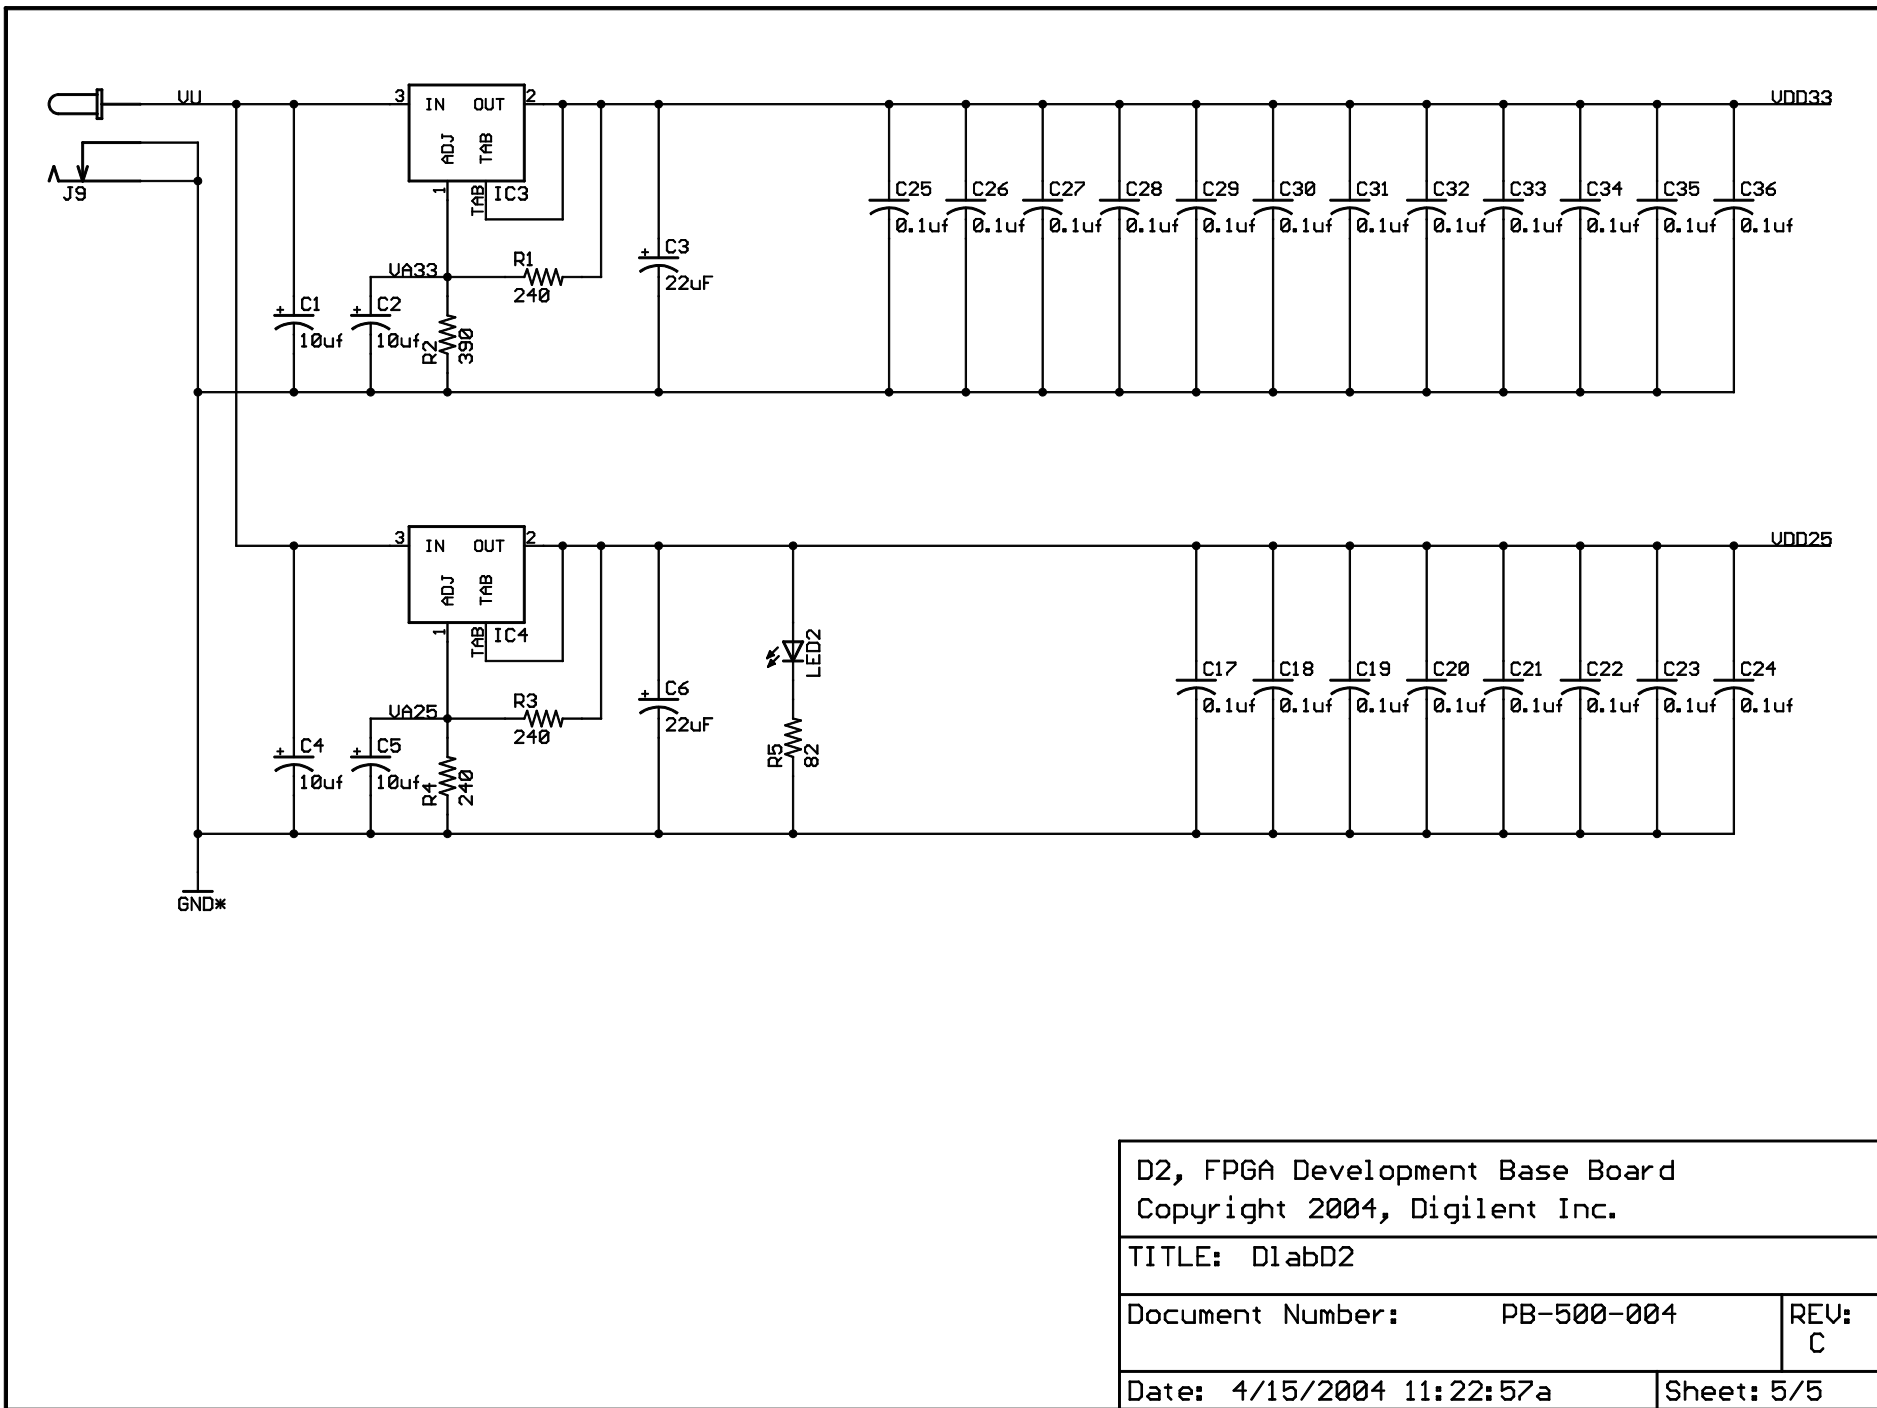 VU
3 IN OUT 2
VDD33
ADJ TAB
J9
1 TAB IC3
C25 C26 C27 C28 C29 C30 C31 C32 C33 C34 C35 C36
0.1uf 0.1uf 0.1uf 0.1uf 0.1uf 0.1uf 0.1uf 0.1uf 0.1uf 0.1uf 0.1uf 0.1uf
C3
22uF
VA33
R1
240
C1
10uf
C2
10uf
R2
390
3 IN OUT 2
VDD25
ADJ TAB
1 TAB IC4
LED2
C17 C18 C19 C20 C21 C22 C23 C24
0.1uf 0.1uf 0.1uf 0.1uf 0.1uf 0.1uf 0.1uf 0.1uf
C6
22uF
VA25
R3
240
R5
82
C4
10uf
C5
10uf
R4
240
GND*
D2, FPGA Development Base Board
Copyright 2004, Digilent Inc.
TITLE: DlabD2
Document Number: PB-500-004
REV:
C
Date: 4/15/2004 11:22:57a
Sheet: 5/5